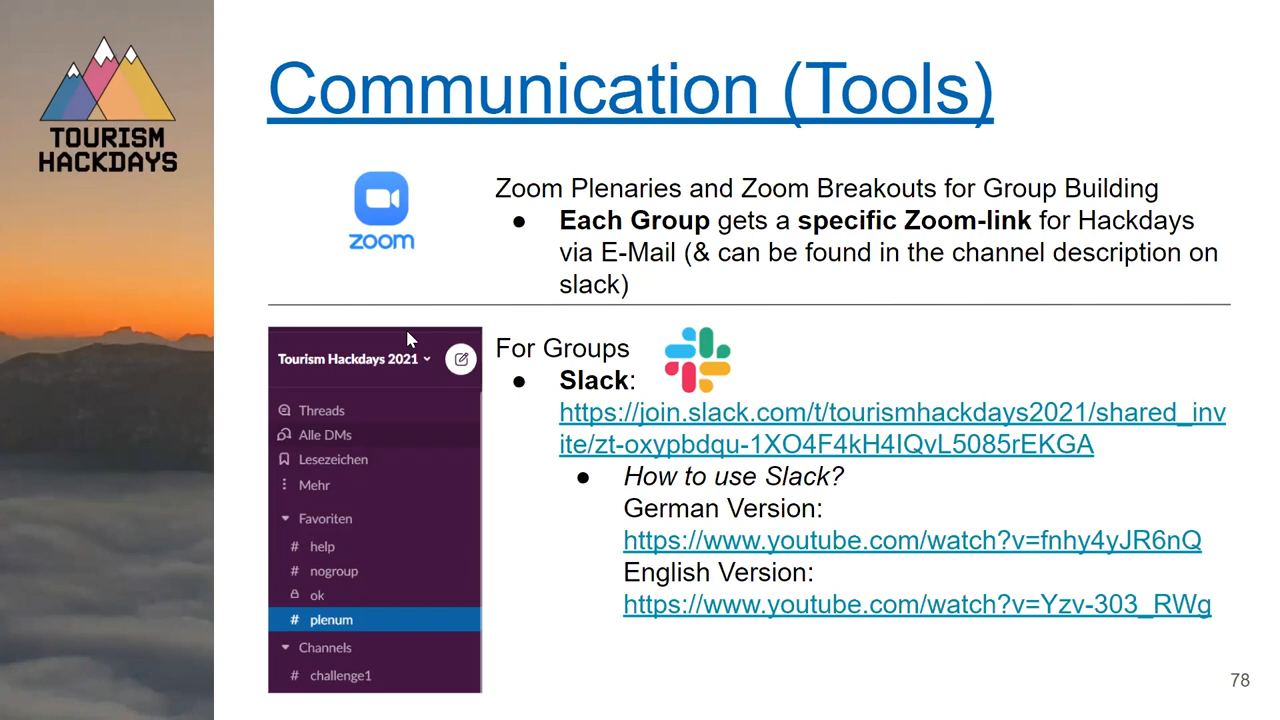 TOURISM
HACKDAYS
Communication (Tools)
zoom
Zoom Plenaries and Zoom Breakouts for Group Building
● Each Group gets a specific Zoom-link for Hackdays
via E-Mail (& can be found in the channel description on
slack)
Tourism Hackdays 2021
Threads
Alle DMs
Lesezeichen
Mehr
Favoriten
# help
# nogroup
ok
# plenum
Channels
# challenge1
For Groups
● Slack:
https://join.slack.com/t/tourismhackdays2021/shared_inv
ite/zt-oxypbdqu-1XO4F4kH4IQvL5085rEKGA
● How to use Slack?
German Version:
https://www.youtube.com/watch?v=fnhy4yJR6nQ
English Version:
https://www.youtube.com/watch?v=Yzv-303_RWg
78